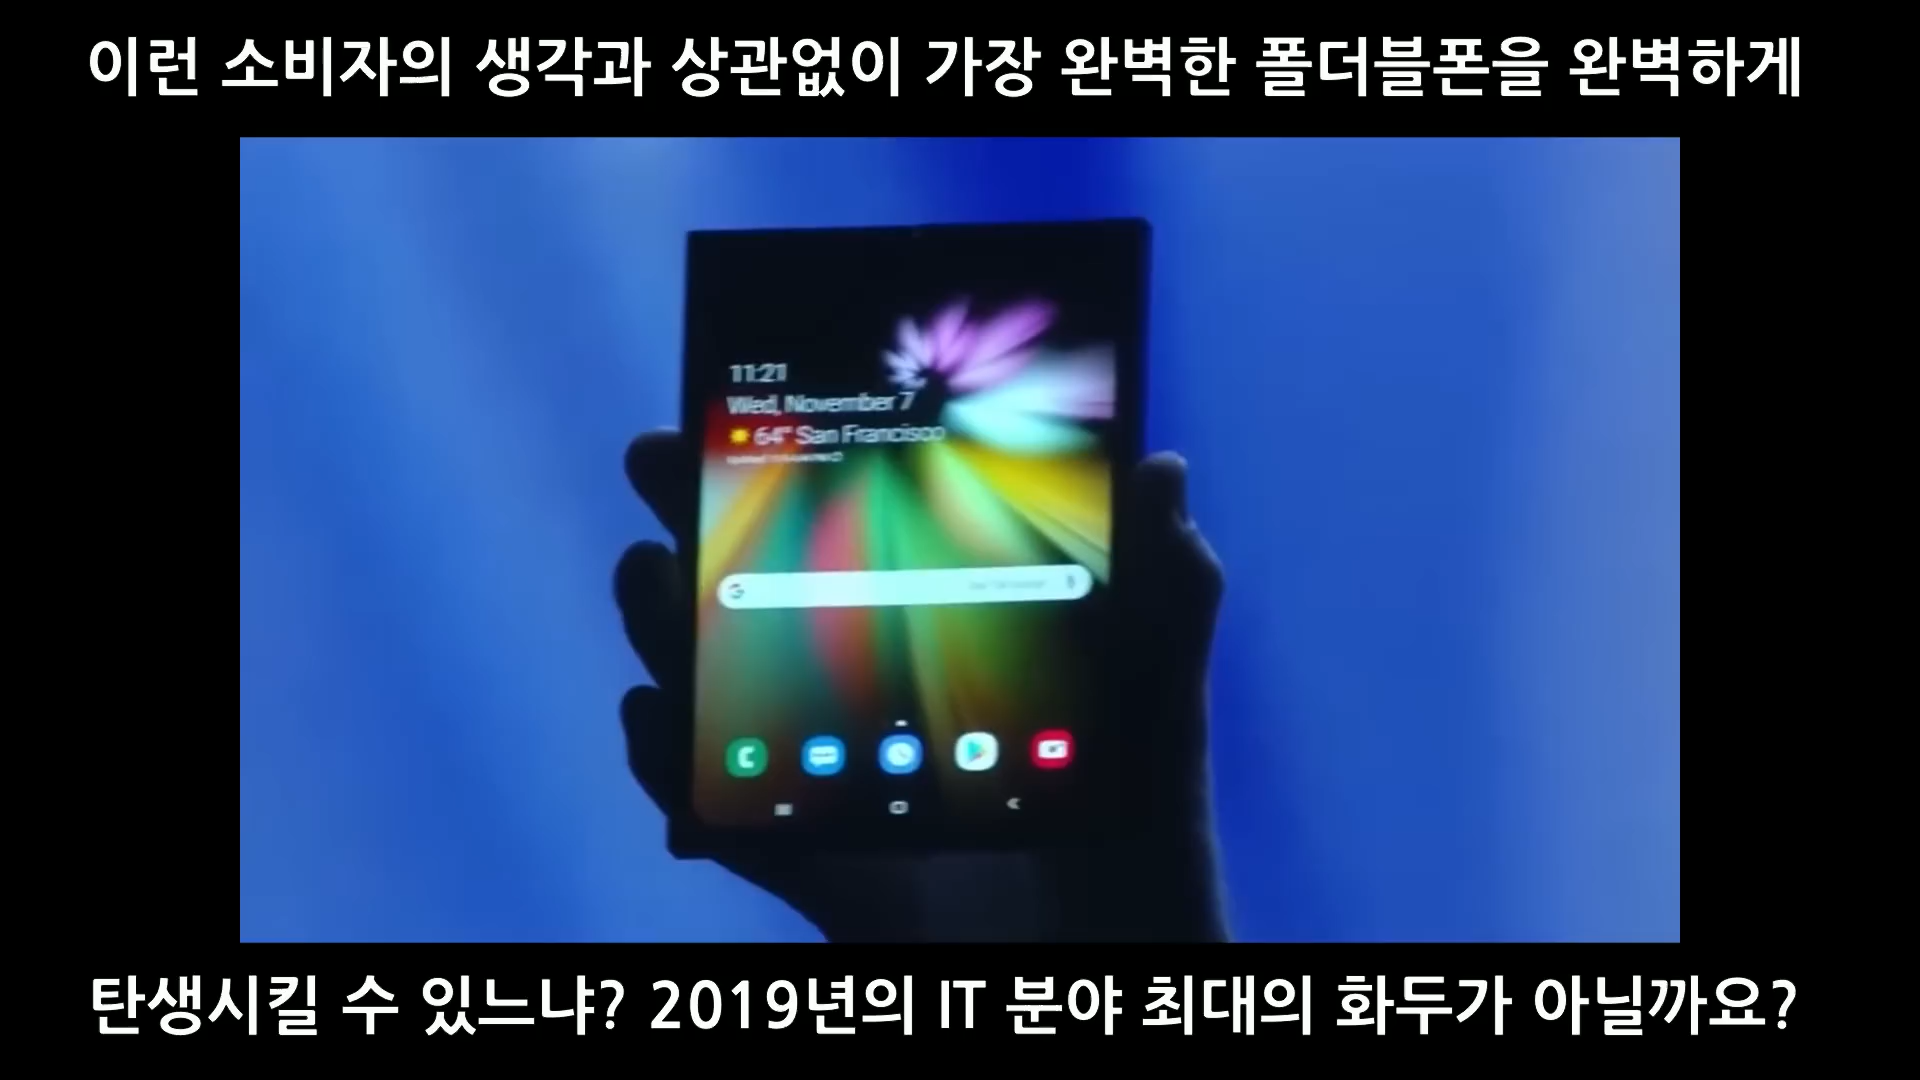 이런 소비자의 생각과 상관없이 가장 완벽한 폴더블폰을 완벽하게
11:21
Wed, November 7
64° San Francisco
탄생시킬 수 있느냐? 2019년의 IT 분야 최대의 화두가 아닐까요?